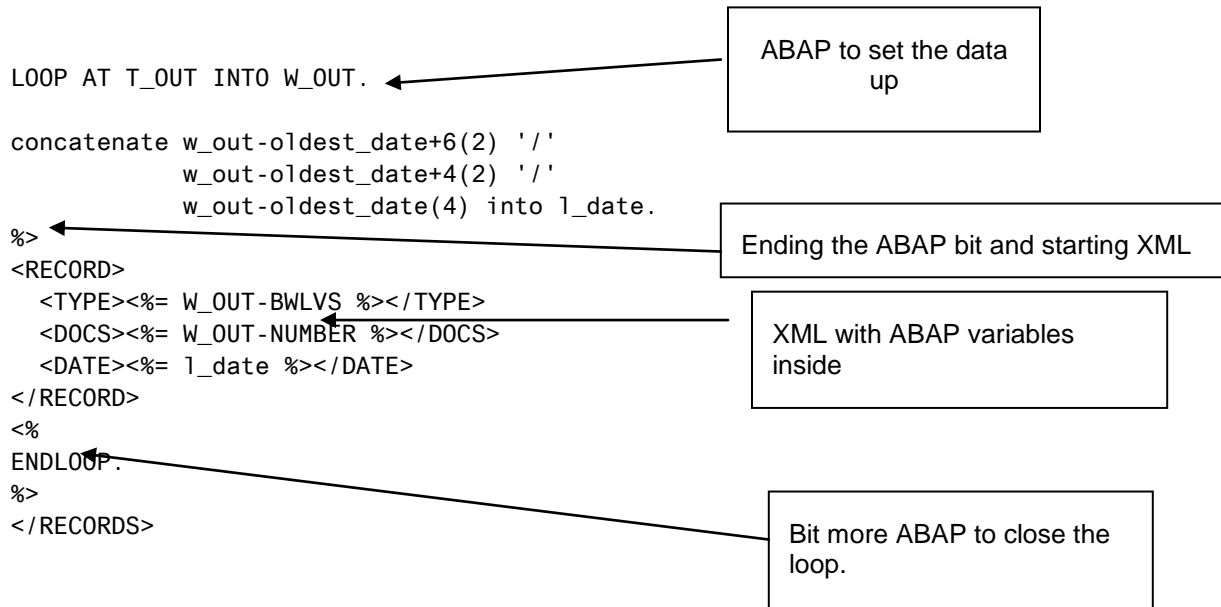 ABAP to set the data
up
LOOP AT T_OUT INTO W_OUT.
concatenate w_out-oldest_date+6(2) '/'
w_out-oldest_date+4(2) '/'
w_out-oldest_date(4) into l_date.
%>
Ending the ABAP bit and starting XML
<RECORD>
<TYPE><%= W_OUT-BWLVS %></TYPE>
<DOCS><%= W_OUT-NUMBER %></DOCS>
<DATE><%= l_date %></DATE>
</RECORD>
XML with ABAP variables
inside
<%
ENDLOOP.
%>
</RECORDS>
Bit more ABAP to close the
loop.